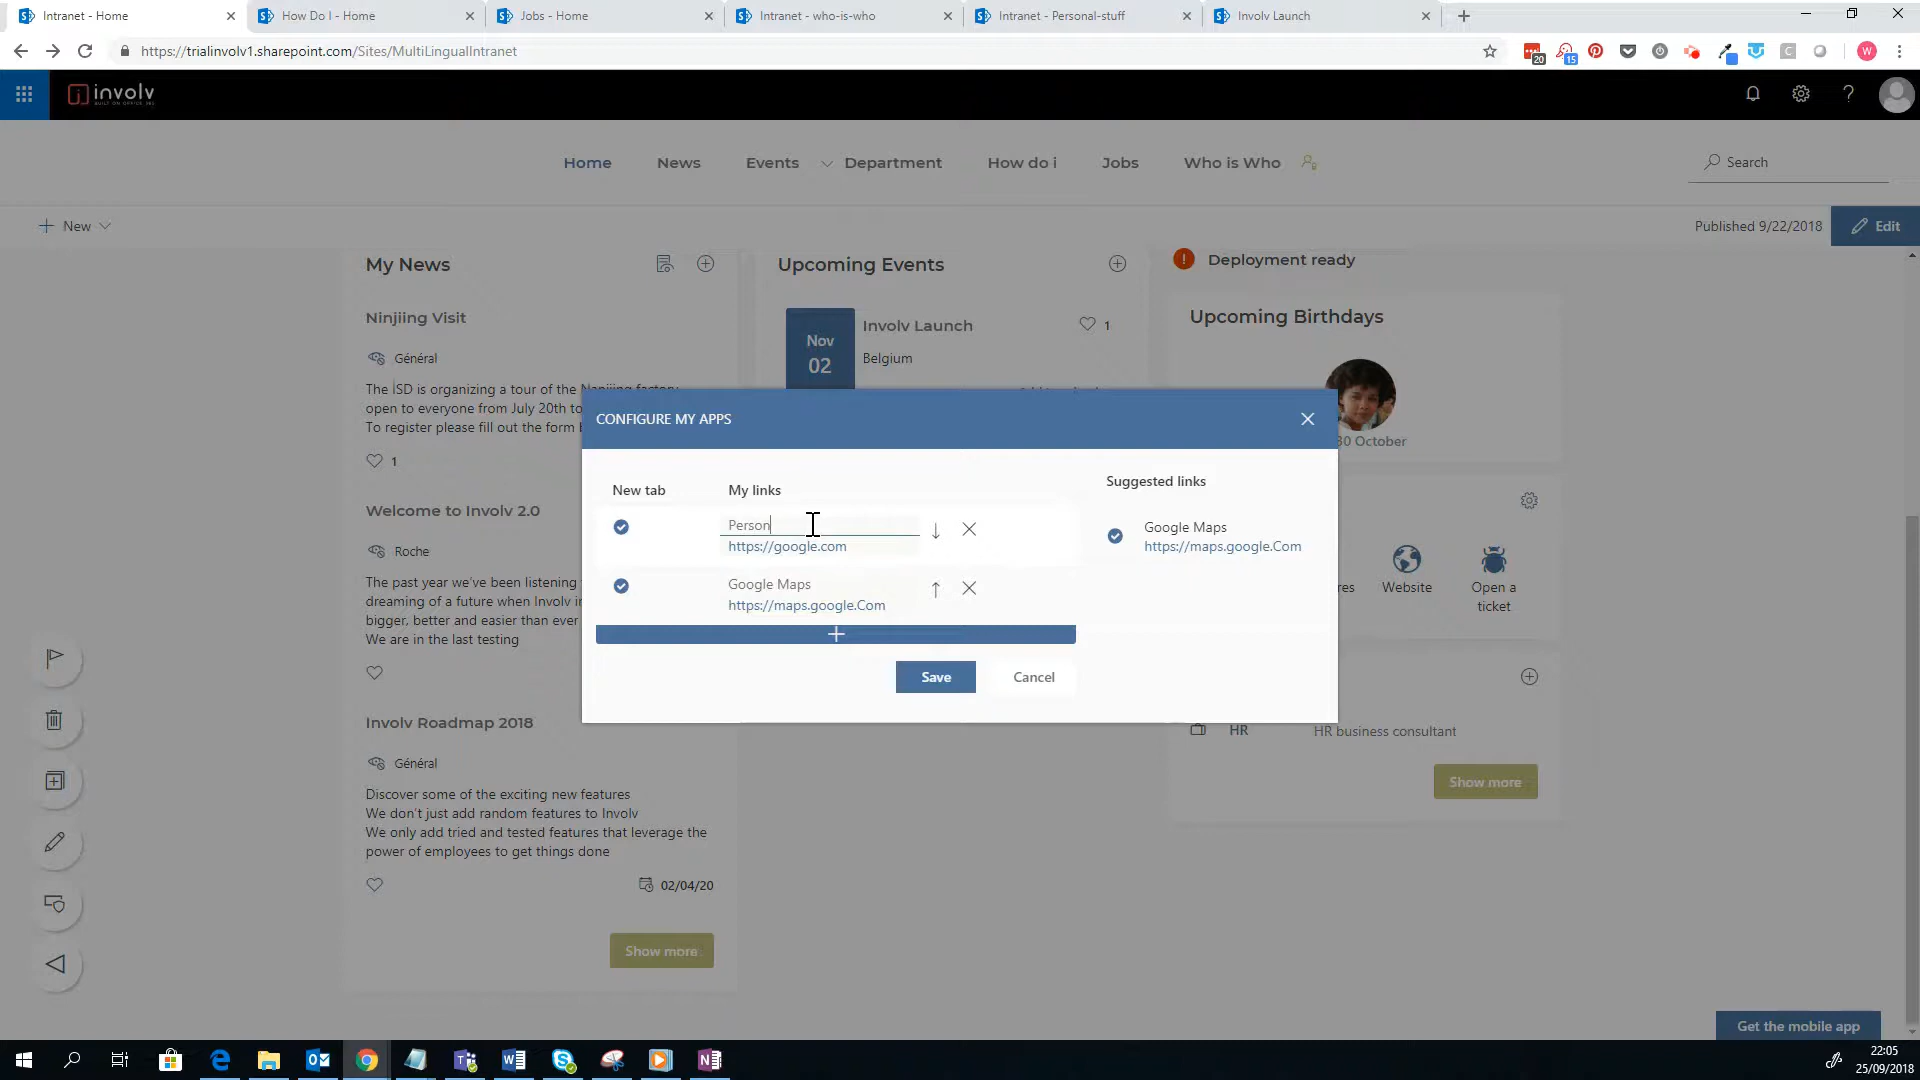 Intranet - Home
How Do I - Home
Jobs - Home
Intranet - who-is-who
Intranet - Personal-stuff
Involv Launch
https://trialinvolv1.sharepoint.com/Sites/MultiLingualIntranet
20
15
W
involv
BUILT ON OFFICE 365
Home
News
Events
Department
How do i
Jobs
Who is Who
Search
New
Published 9/22/2018
Edit
My News
Ninjiing Visit
Général
The ISD is organizing a tour of the Nanjiing factory
open to everyone from July 20th to
To register please fill out the form
1
Welcome to Involv 2.0
Roche
The past year we've been listening
dreaming of a future when Involv i
bigger, better and easier than ever
We are in the last testing
Involv Roadmap 2018
Général
Discover some of the exciting new features
We don't just add random features to Involv
We only add tried and tested features that leverage the
power of employees to get things done
02/04/20
Show more
Upcoming Events
Nov
02
Involv Launch
1
Belgium
Deployment ready
Upcoming Birthdays
30 October
CONFIGURE MY APPS
New tab
My links
Suggested links
Person
https://google.com
Google Maps
https://maps.google.Com
Google Maps
https://maps.google.Com
Save
Cancel
res
Website
Open a
ticket
HR
HR business consultant
Show more
Get the mobile app
22:05
25/09/2018